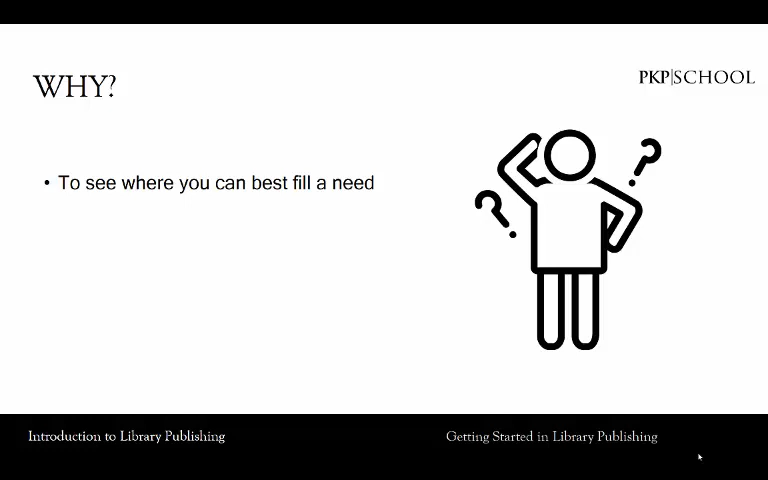 WHY?
PKP|SCHOOL
• To see where you can best fill a need
? ?
Introduction to Library Publishing
Getting Started in Library Publishing